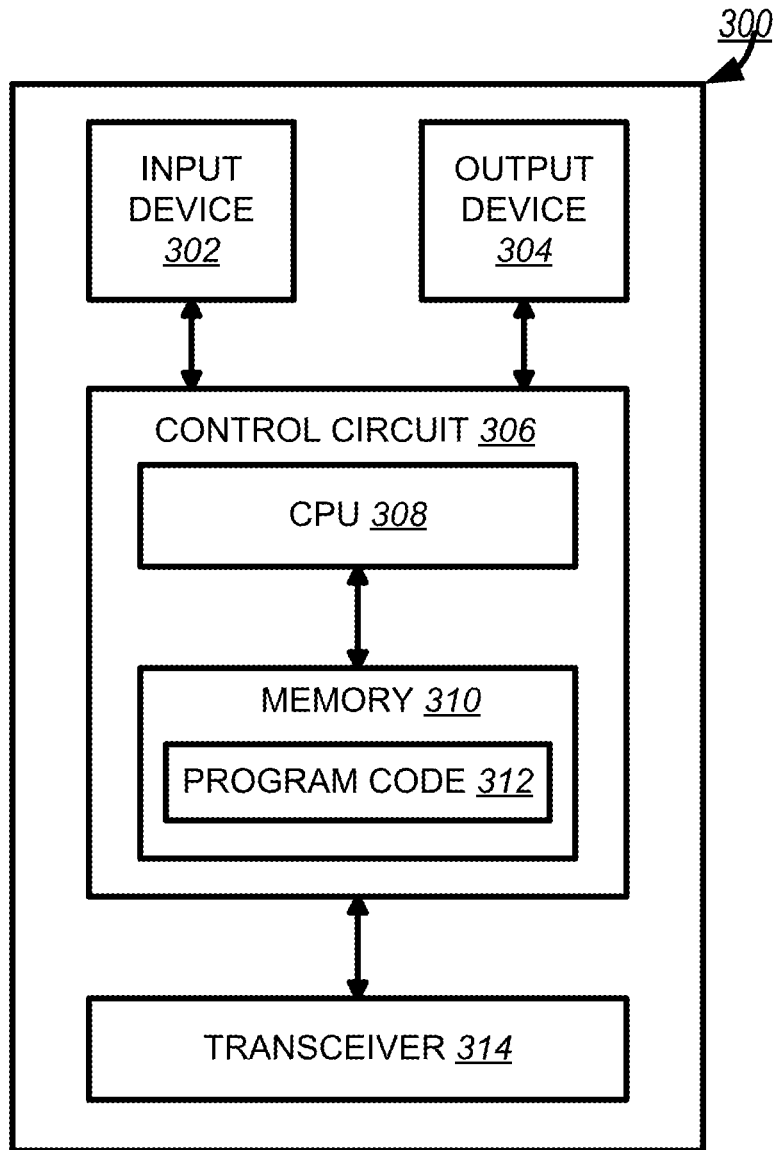 300
INPUT
DEVICE
302
OUTPUT
DEVICE
304
CONTROL CIRCUIT 306
CPU 308
MEMORY 310
PROGRAM CODE 312
TRANSCEIVER 314